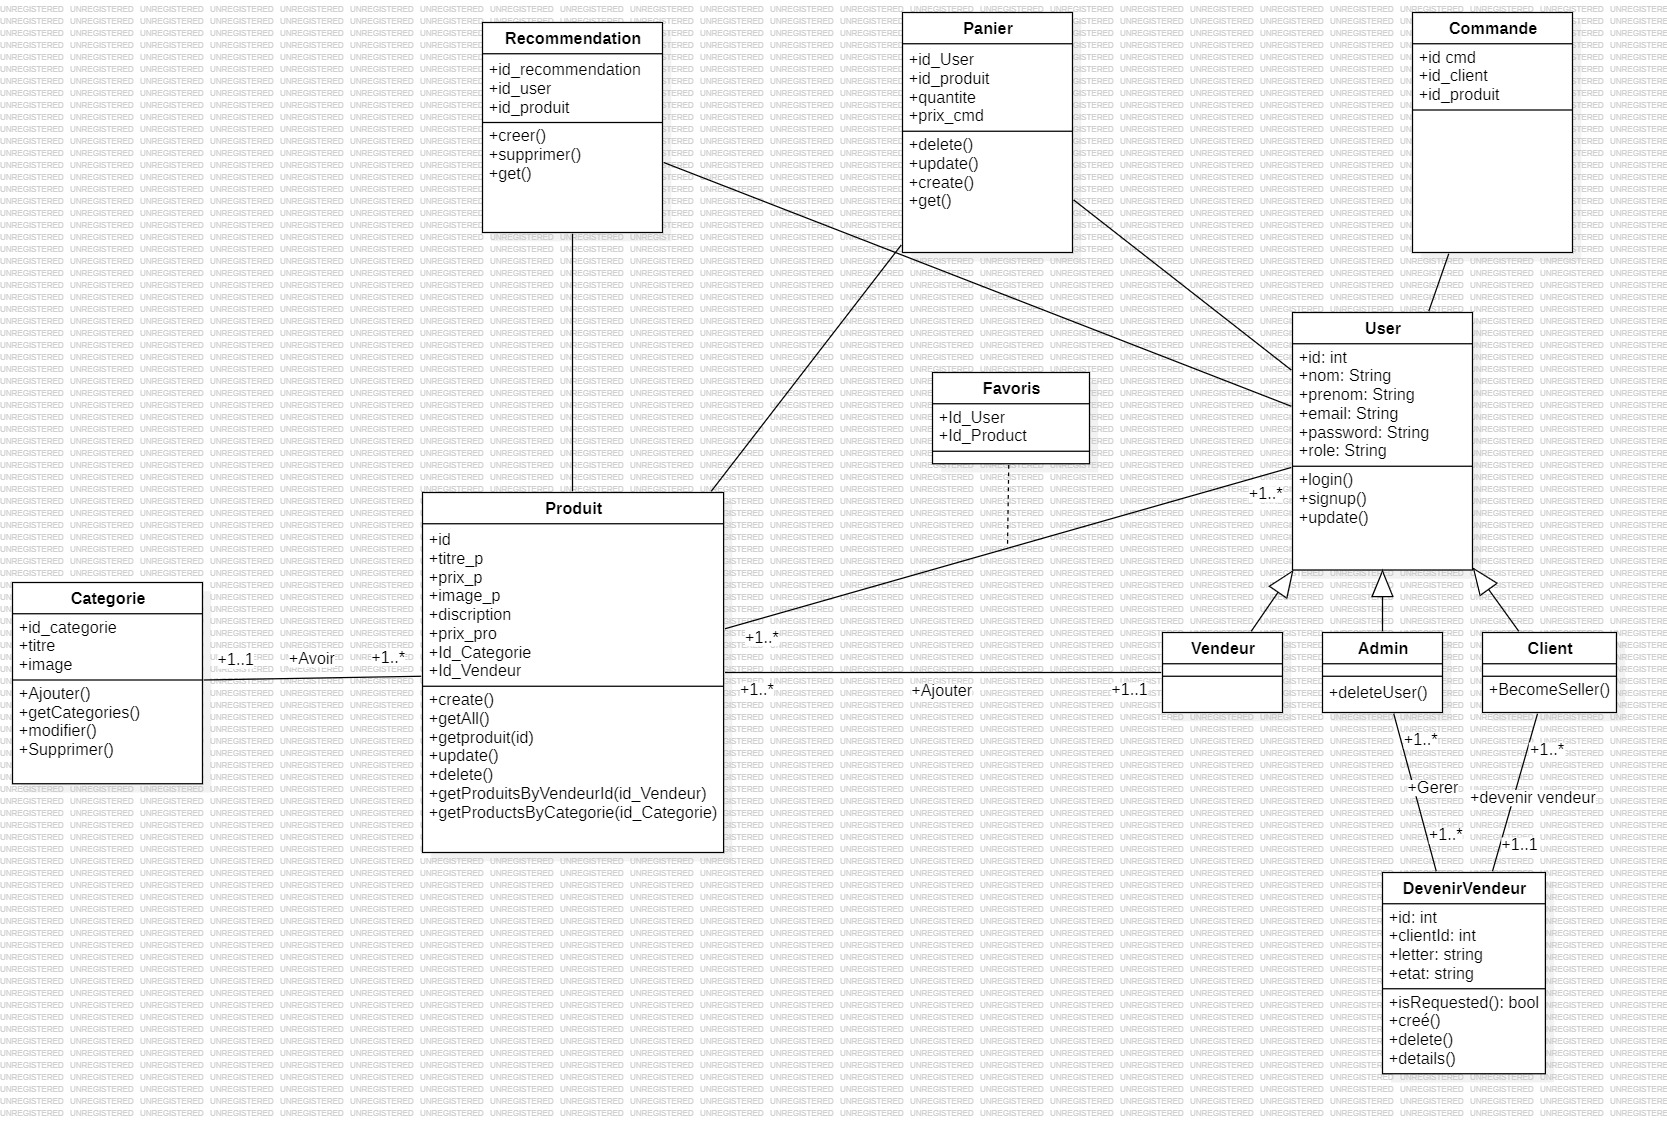 Recommendation
+id_recommendation
+id_user
+id_produit
+creer()
+supprimer()
+get()
Panier
+id_User
+id_produit
+quantite
+prix_cmd
+delete()
+update()
+create()
+get()
Commande
+id cmd
+id_client
+id_produit
User
+id: int
+nom: String
+prenom: String
+email: String
+password: String
+role: String
+login()
+signup()
+update()
Favoris
+Id_User
+Id_Product
+1..*
+1..*
Produit
+id
+titre_p
+prix_p
+image_p
+discription
+prix_pro
+Id_Categorie
+Id_Vendeur
+create()
+getAll()
+getproduit(id)
+update()
+delete()
+getProduitsByVendeurId(id_Vendeur)
+getProductsByCategorie(id_Categorie)
Categorie
+id_categorie
+titre
+image
+Ajouter()
+getCategories()
+modifier()
+Supprimer()
+1..1
+Avoir
+1..*
+1..*
+Ajouter
+1..1
Vendeur
Admin
+deleteUser()
Client
+BecomeSeller()
+1..*
+Gerer
+1..*
+1..*
+devenir vendeur
+1..1
DevenirVendeur
+id: int
+clientId: int
+letter: string
+etat: string
+isRequested(): bool
+creé()
+delete()
+details()
UNREGISTERED